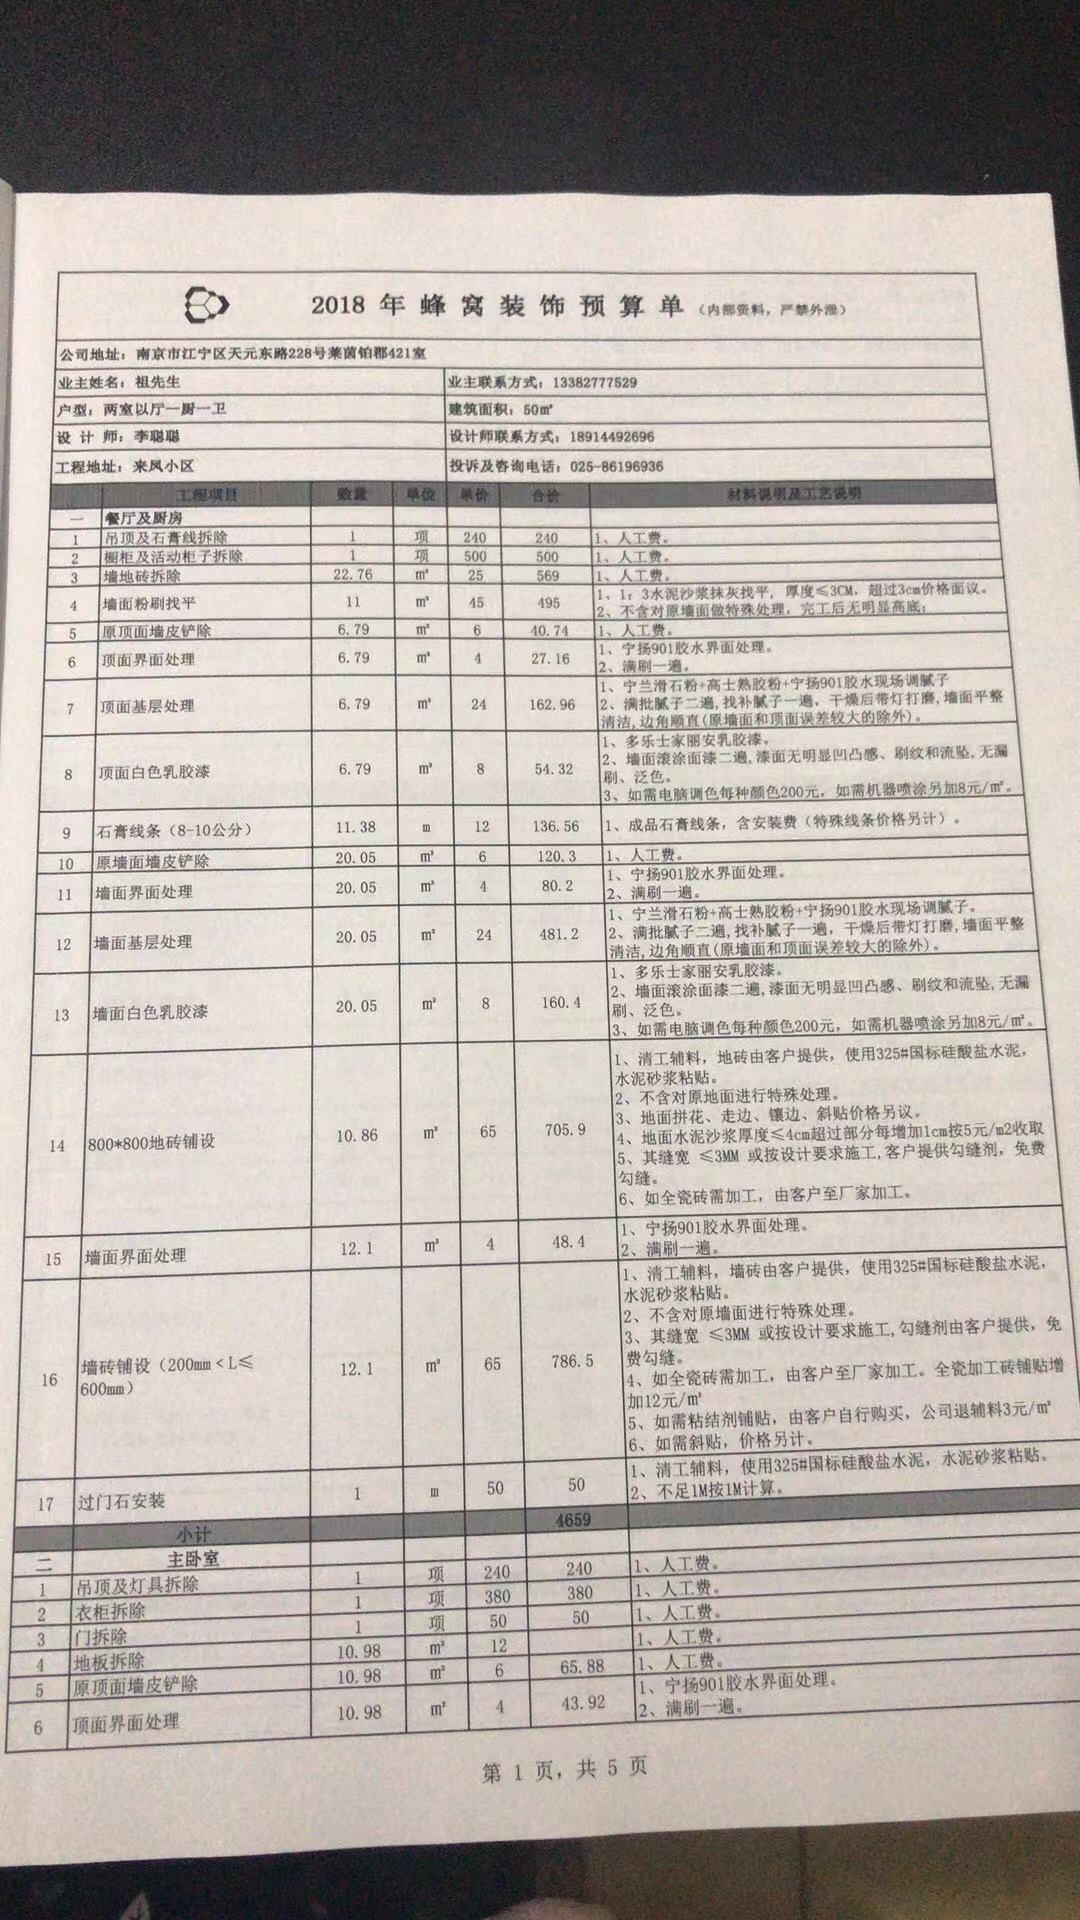 2018 年 蜂 窝 装 饰 预 算 单 (内部资料，严禁外泄)
公司地址：南京市江宁区天元东路228号莱茵铂郡421室
业主姓名：祖先生 业主联系方式：13382777529
户型：两室以厅一厨一卫 建筑面积：50㎡
设 计 师：李聪聪 设计师联系方式：18914492696
工程地址：来凤小区 投诉及咨询电话：025-86196936
工程项目 数量 单位 单价 合价 材料说明及工艺说明
一 餐厅及厨房
1 吊顶及石膏线拆除 1 项 240 240 1、人工费。
2 橱柜及活动柜子拆除 1 项 500 500 1、人工费。
3 墙地砖拆除 22.76 ㎡ 25 569 1、人工费。
4 墙面粉刷找平 11 ㎡ 45 495 1、1：3水泥沙浆抹灰找平, 厚度≤3CM，超过3cm价格面议。
2、不含对原墙面做特殊处理，完工后无明显高底；
5 原顶面墙皮铲除 6.79 ㎡ 6 40.74 1、人工费。
6 顶面界面处理 6.79 ㎡ 4 27.16 1、宁扬901胶水界面处理。
2、满刷一遍。
7 顶面基层处理 6.79 ㎡ 24 162.96 1、宁兰滑石粉+高士熟胶粉+宁扬901胶水现场调腻子
2、满批腻子二遍,找补腻子一遍，干燥后带灯打磨,墙面平整
清洁,边角顺直(原墙面和顶面误差较大的除外)。
8 顶面白色乳胶漆 6.79 ㎡ 8 54.32 1、多乐士家丽安乳胶漆。
2、墙面滚涂面漆二遍,漆面无明显凹凸感、刷纹和流坠,无漏
刷、泛色。
3、如需电脑调色每种颜色200元，如需机器喷涂另加8元/㎡。
9 石膏线条（8-10公分） 11.38 m 12 136.56 1、成品石膏线条，含安装费（特殊线条价格另计）。
10 原墙面墙皮铲除 20.05 ㎡ 6 120.3 1、人工费。
11 墙面界面处理 20.05 ㎡ 4 80.2 1、宁扬901胶水界面处理。
2、满刷一遍。
12 墙面基层处理 20.05 ㎡ 24 481.2 1、宁兰滑石粉+高士熟胶粉+宁扬901胶水现场调腻子。
2、满批腻子二遍,找补腻子一遍，干燥后带灯打磨,墙面平整
清洁,边角顺直(原墙面和顶面误差较大的除外)。
13 墙面白色乳胶漆 20.05 ㎡ 8 160.4 1、多乐士家丽安乳胶漆。
2、墙面滚涂面漆二遍,漆面无明显凹凸感、刷纹和流坠,无漏
刷、泛色。
3、如需电脑调色每种颜色200元，如需机器喷涂另加8元/㎡。
14 800*800地砖铺设 10.86 ㎡ 65 705.9 1、清工辅料，地砖由客户提供，使用325#国标硅酸盐水泥，
水泥砂浆粘贴。
2、不含对原地面进行特殊处理。
3、地面拼花、走边、镶边、斜贴价格另议。
4、地面水泥沙浆厚度≤4cm超过部分每增加1cm按5元/m2收取
5、其缝宽 ≤3MM 或按设计要求施工,客户提供勾缝剂，免费
勾缝。
6、如全瓷砖需加工，由客户至厂家加工。
15 墙面界面处理 12.1 ㎡ 4 48.4 1、宁扬901胶水界面处理。
2、满刷一遍。
16 墙砖铺设（200mm＜L≤
600mm） 12.1 ㎡ 65 786.5 1、清工辅料，墙砖由客户提供，使用325#国标硅酸盐水泥，
水泥砂浆粘贴。
2、不含对原墙面进行特殊处理。
3、其缝宽 ≤3MM 或按设计要求施工,勾缝剂由客户提供，免
费勾缝。
4、如全瓷砖需加工，由客户至厂家加工。全瓷加工砖铺贴增
加12元/㎡
5、如需粘结剂铺贴，由客户自行购买，公司退辅料3元/㎡
6、如需斜贴，价格另计。
17 过门石安装 1 m 50 50 1、清工辅料，使用325#国标硅酸盐水泥，水泥砂浆粘贴。
2、不足1M按1M计算。
小计 4659
二 主卧室
1 吊顶及灯具拆除 1 项 240 240 1、人工费。
2 衣柜拆除 1 项 380 380 1、人工费。
3 门拆除 1 项 50 50 1、人工费。
4 地板拆除 10.98 ㎡ 12 1、人工费。
5 原顶面墙皮铲除 10.98 ㎡ 6 65.88 1、人工费。
6 顶面界面处理 10.98 ㎡ 4 43.92 1、宁扬901胶水界面处理。
2、满刷一遍。
第 1 页，共 5 页